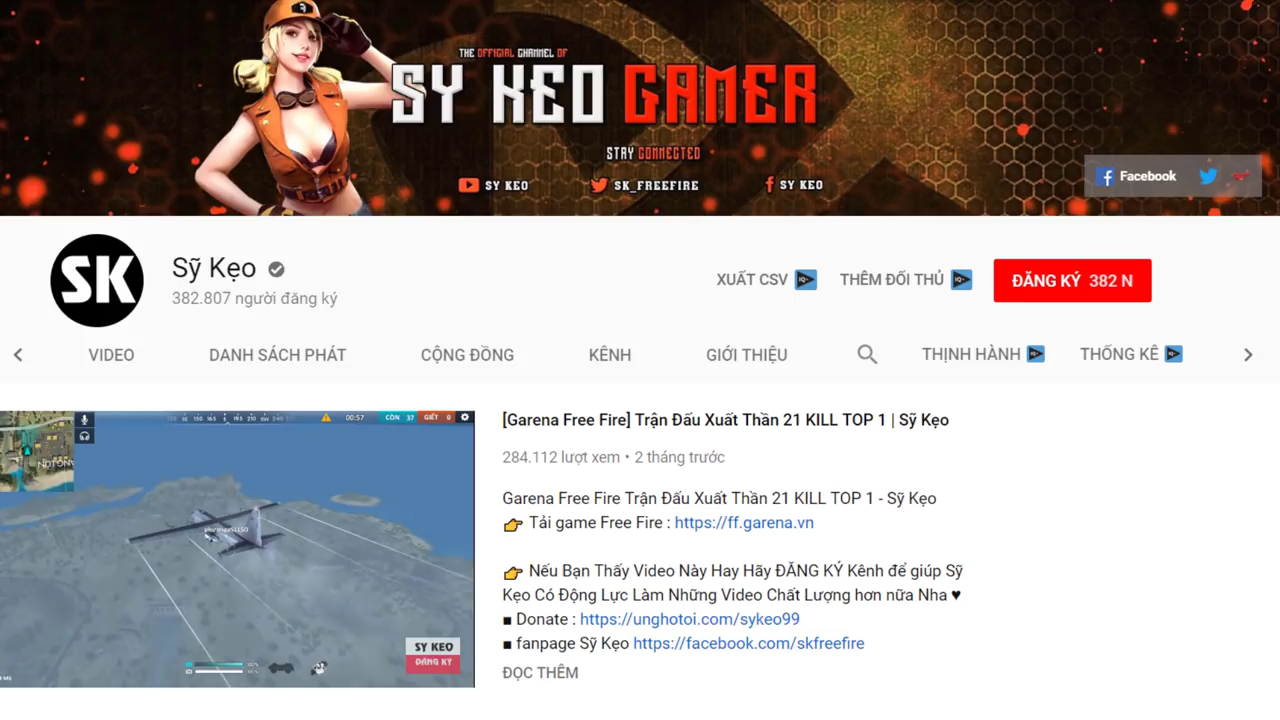 THE OFFICIAL CHANNEL OF
SY KEO GAMER
STAY CONNECTED
SY KEO
SK_FREEFIRE
SY KEO
Facebook
SK
Sỹ Kẹo
382.807 người đăng ký
XUẤT CSV
THÊM ĐỐI THỦ
ĐĂNG KÝ 382 N
VIDEO
DANH SÁCH PHÁT
CỘNG ĐỒNG
KÊNH
GIỚI THIỆU
THỊNH HÀNH
THỐNG KÊ
00:57
CÒN 37
GIẾT 0
SY KEO
ĐĂNG KÝ
[Garena Free Fire] Trận Đấu Xuất Thần 21 KILL TOP 1 | Sỹ Kẹo
284.112 lượt xem • 2 tháng trước
Garena Free Fire Trận Đấu Xuất Thần 21 KILL TOP 1 - Sỹ Kẹo
👉 Tải game Free Fire : https://ff.garena.vn
👉 Nếu Bạn Thấy Video Này Hay Hãy ĐĂNG KÝ Kênh để giúp Sỹ
Kẹo Có Động Lực Làm Những Video Chất Lượng hơn nữa Nha ♥
■ Donate : https://unghotoi.com/sykeo99
■ fanpage Sỹ Kẹo https://facebook.com/skfreefire
ĐỌC THÊM